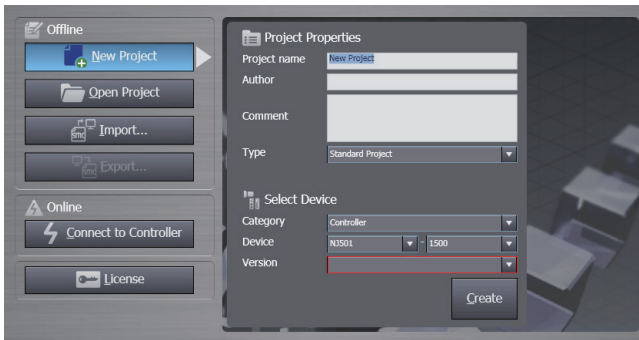 Offline
New Project
Open Project
Import...
Export...
Online
Connect to Controller
License
Project Properties
Project name New Project
Author
Comment
Type Standard Project
Select Device
Category Controller
Device NJ501 - 1500
Version
Create